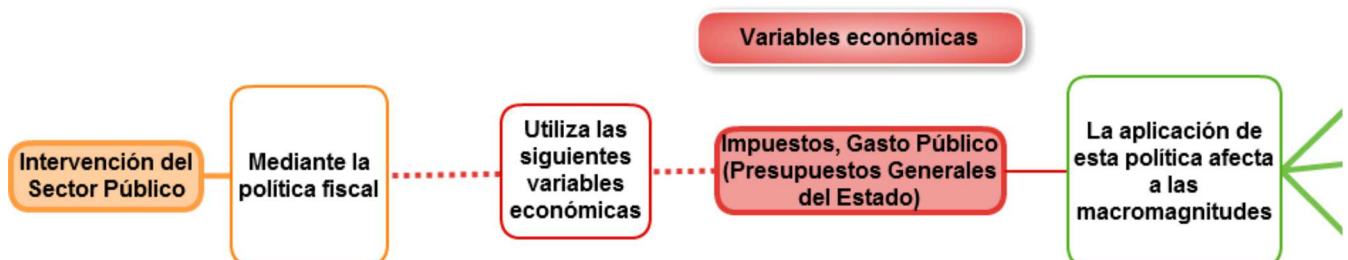 Variables económicas
Intervención del
Sector Público
Mediante la
política fiscal
Utiliza las
siguientes
variables
económicas
Impuestos, Gasto Público
(Presupuestos Generales
del Estado)
La aplicación de
esta política afecta
a las
macromagnitudes